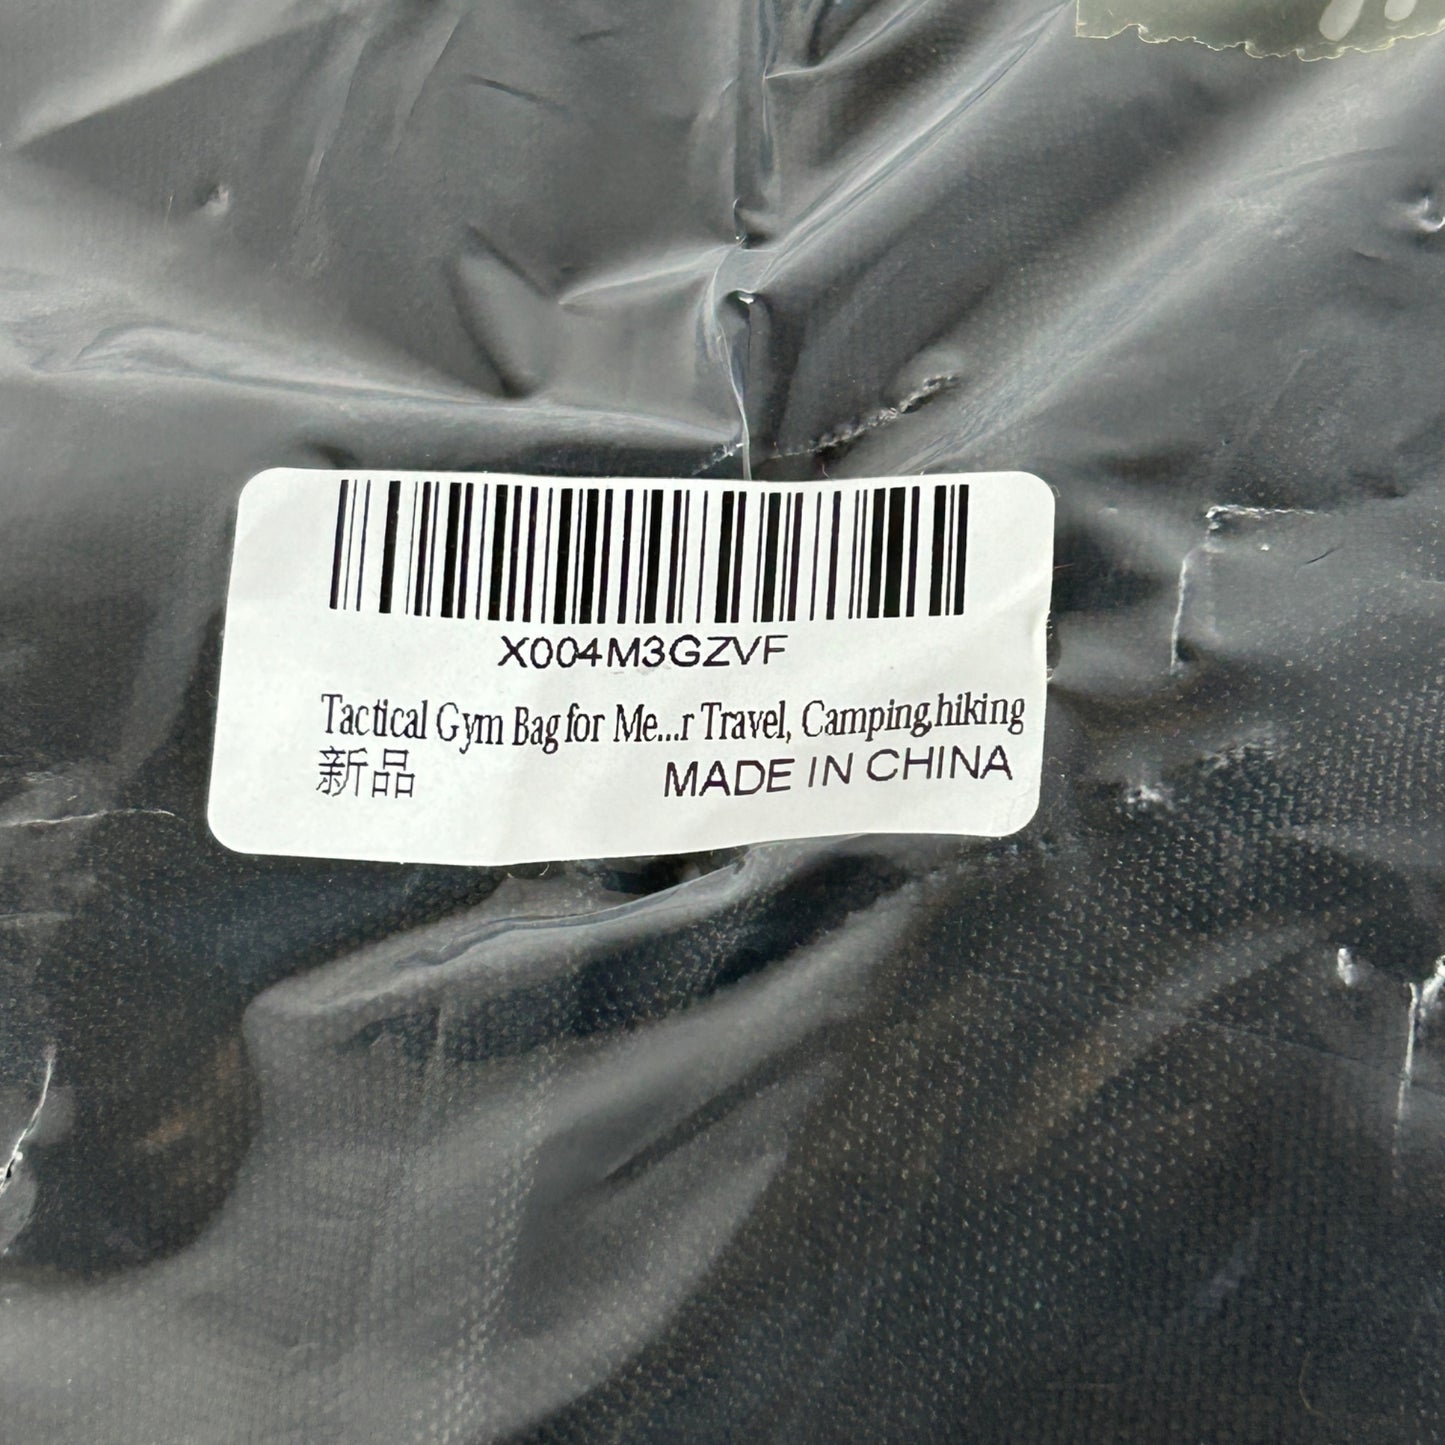 X004M3GZVF
Tactical Gym Bag for Me...r Travel, Camping,hiking
新品 MADE IN CHINA